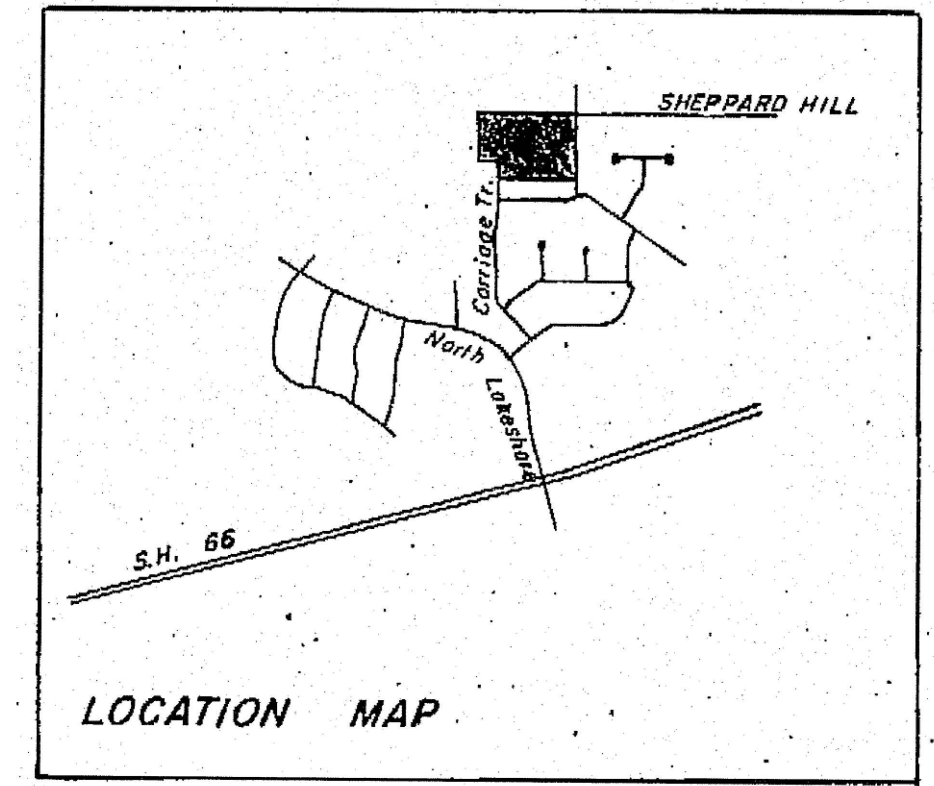 SHEPPARD HILL
Carriage Tr.
North Lakeshore
S.H. 66
LOCATION MAP